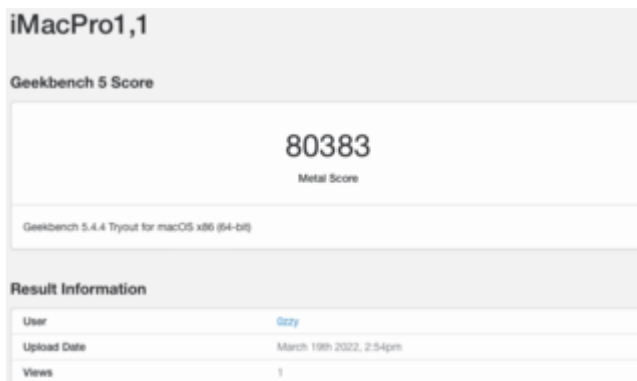 iMacPro1,1
Geekbench 5 Score
80383
Metal Score
Geekbench 5.4.4 Tryout for macOS x86 (64-bit)
Result Information
User 0zzy
Upload Date March 19th 2022, 2:54pm
Views 1